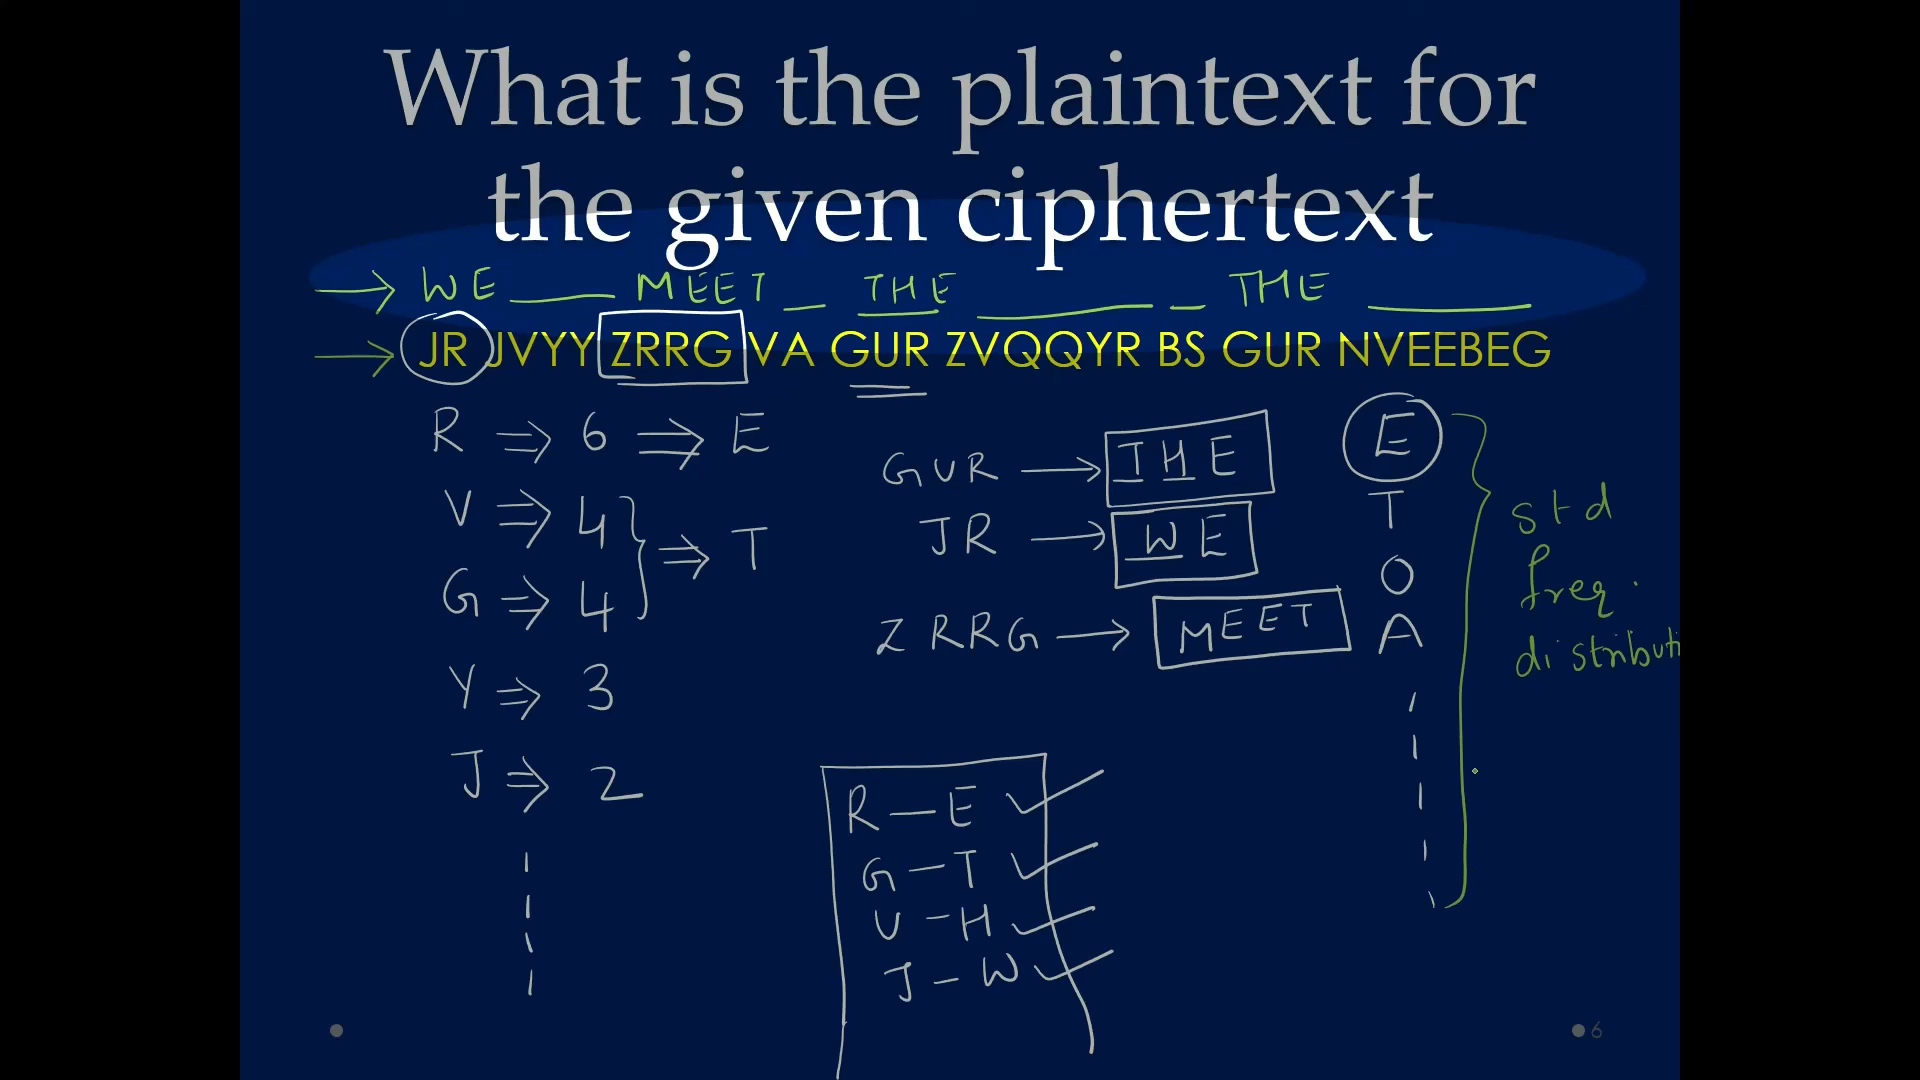 What is the plaintext for
the given ciphertext
WE MEET THE THE
JR JVYY ZRRG VA GUR ZVQQYR BS GUR NVEEBEG
R ⇒ 6 ⇒ E
V ⇒ 4
G ⇒ 4
⇒ T
Y ⇒ 3
J ⇒ 2
GUR → THE
JR → WE
ZRRG → MEET
R — E ✓
G — T ✓
U — H ✓
J — W ✓
E
T
O
A
std
freq.
distributi
6